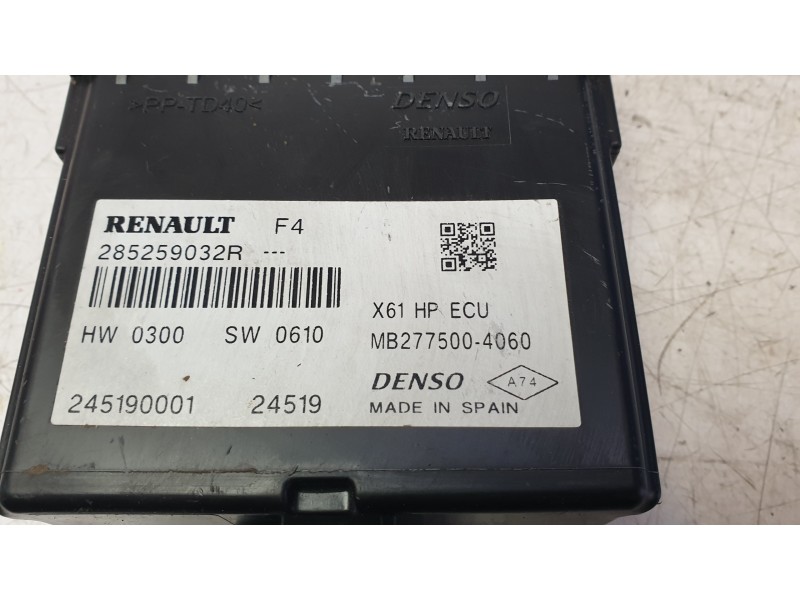 >PP-TD40<
DENSO
RENAULT
RENAULT F4
285259032R ---
HW 0300 SW 0610
245190001 24519
X61 HP ECU
MB277500-4060
DENSO A74
MADE IN SPAIN